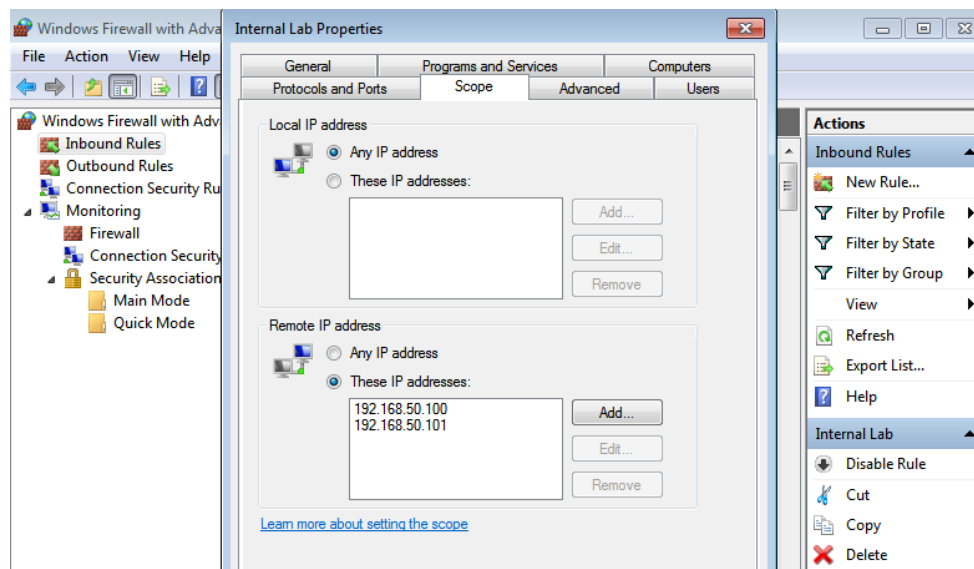 Windows Firewall with Adva
File Action View Help
Windows Firewall with Adv
Inbound Rules
Outbound Rules
Connection Security Ru
Monitoring
Firewall
Connection Security
Security Association
Main Mode
Quick Mode
Internal Lab Properties
General Programs and Services Computers
Protocols and Ports Scope Advanced Users
Local IP address
Any IP address
These IP addresses:
Add...
Edit...
Remove
Remote IP address
Any IP address
These IP addresses:
192.168.50.100
192.168.50.101
Add...
Edit...
Remove
Learn more about setting the scope
Actions
Inbound Rules
New Rule...
Filter by Profile
Filter by State
Filter by Group
View
Refresh
Export List...
Help
Internal Lab
Disable Rule
Cut
Copy
Delete